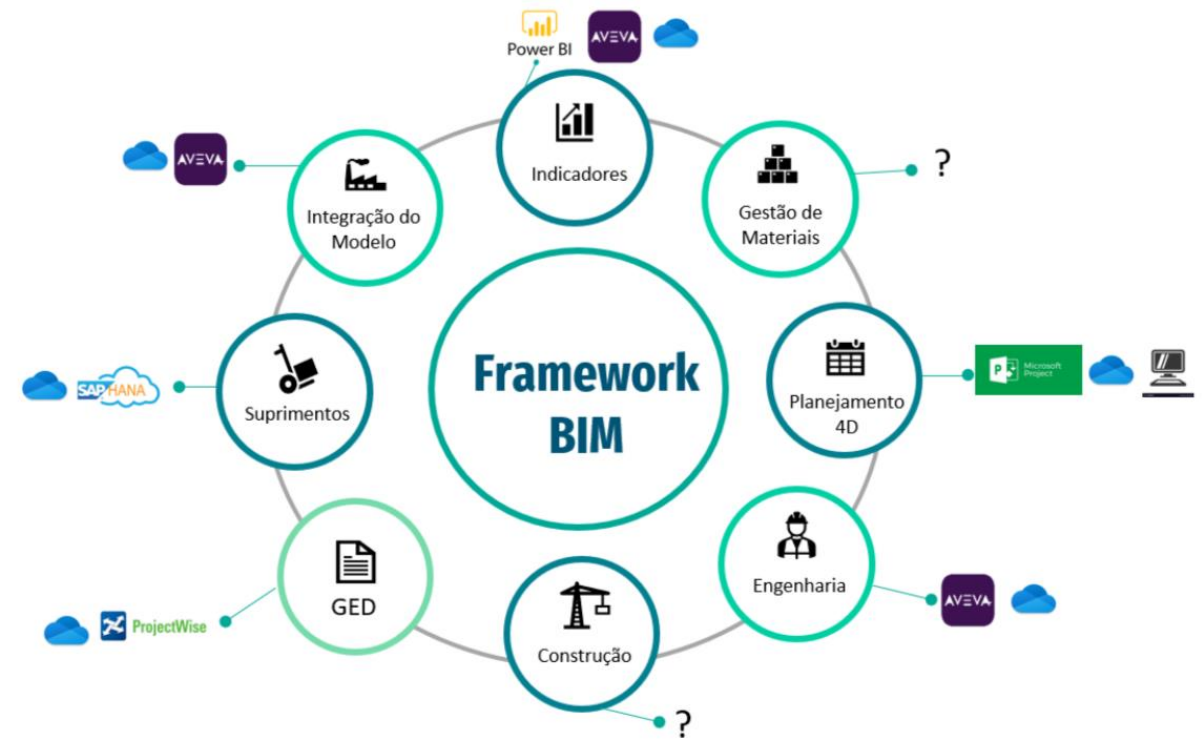 Power BI
AVEVA
Indicadores
AVEVA
Integração do
Modelo
?
Gestão de
Materiais
Framework
BIM
SAP HANA
Suprimentos
Planejamento
4D
P
Microsoft
Project
GED
ProjectWise
Engenharia
AVEVA
Construção
?